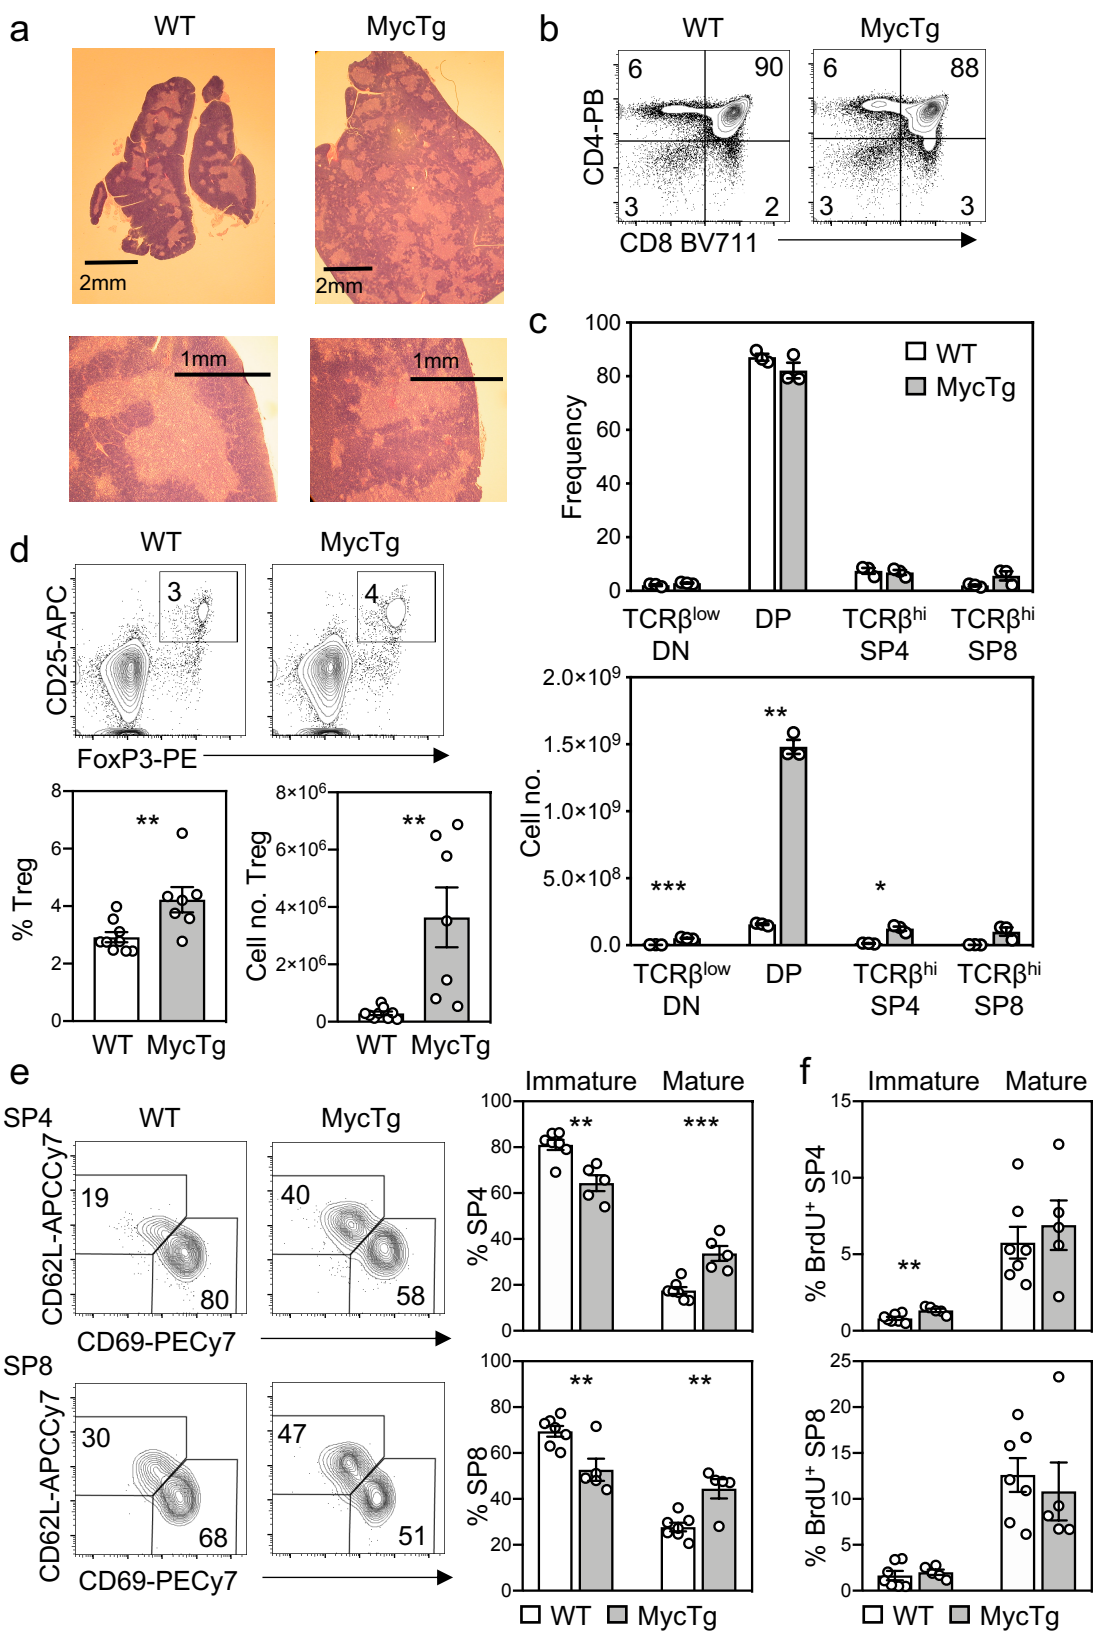 a
WT
MycTg
2mm
2mm
1mm
1mm
b
WT
MycTg
CD4-PB
6
90
3
2
6
88
3
3
CD8 BV711
c
100
80
60
40
20
0
Frequency
WT
MycTg
TCRβlow DN
DP
TCRβhi SP4
TCRβhi SP8
2.0×10⁹
1.5×10⁹
1.0×10⁹
5.0×10⁸
0.0
Cell no.
***
**
*
TCRβlow DN
DP
TCRβhi SP4
TCRβhi SP8
d
WT
MycTg
CD25-APC
3
4
FoxP3-PE
8
6
4
2
0
% Treg
**
WT
MycTg
8×10⁶
6×10⁶
4×10⁶
2×10⁶
0
Cell no. Treg
**
WT
MycTg
e
SP4
WT
MycTg
CD62L-APCCy7
19
80
40
58
CD69-PECy7
Immature
Mature
100
80
60
40
20
0
% SP4
**
***
SP8
CD62L-APCCy7
30
68
47
51
CD69-PECy7
100
80
60
40
20
0
% SP8
**
**
WT
MycTg
f
Immature
Mature
15
10
5
0
% BrdU⁺ SP4
**
25
20
15
10
5
0
% BrdU⁺ SP8
WT
MycTg